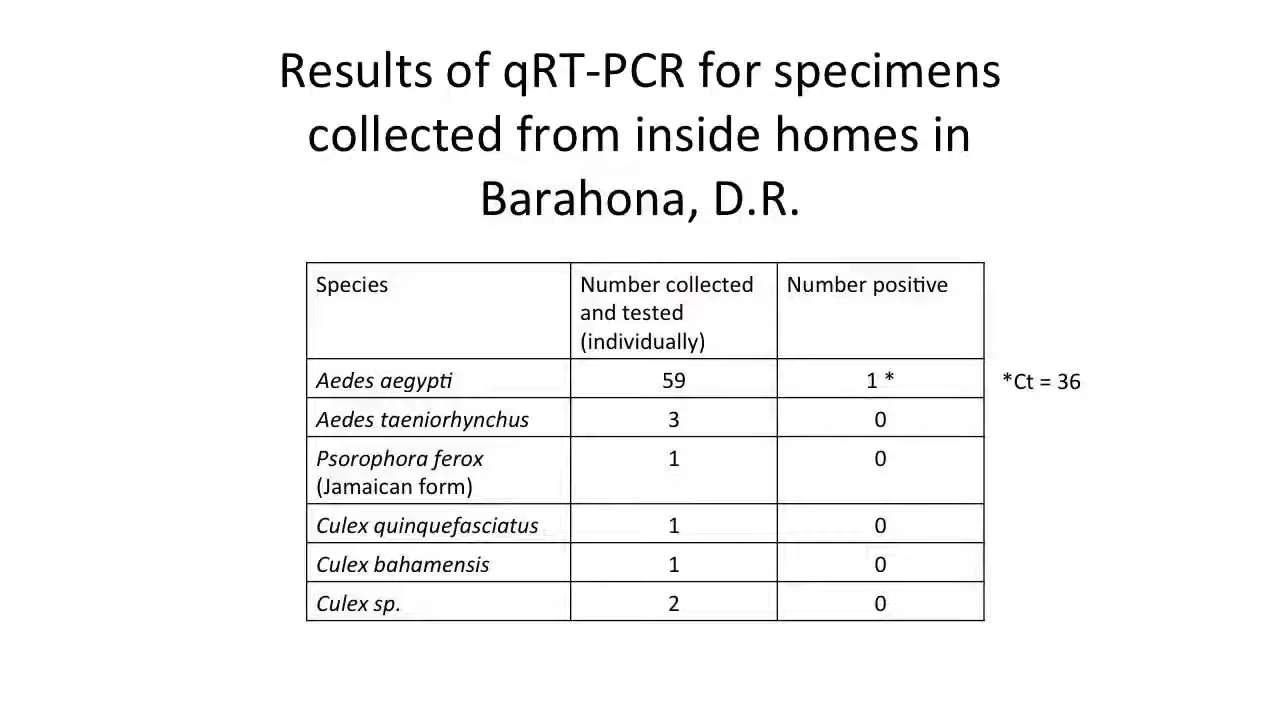 Results of qRT-PCR for specimens
collected from inside homes in
Barahona, D.R.
Species
Number collected
and tested
(individually)
Number positive
Aedes aegypti
59
1 *
*Ct = 36
Aedes taeniorhynchus
3
0
Psorophora ferox
(Jamaican form)
1
0
Culex quinquefasciatus
1
0
Culex bahamensis
1
0
Culex sp.
2
0